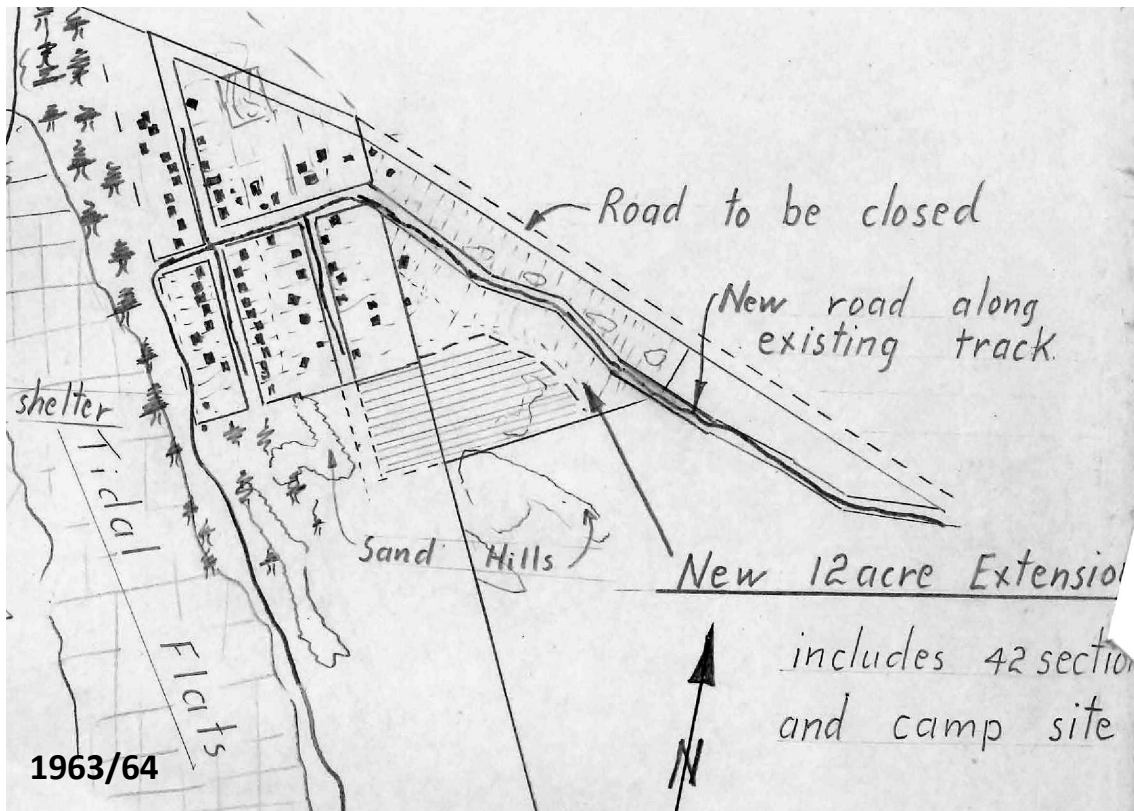 Road to be closed
New road along
existing track
shelter
Tidal
Flats
Sand Hills
New 12 acre Extensio
includes 42 sectio
and camp site
N
1963/64